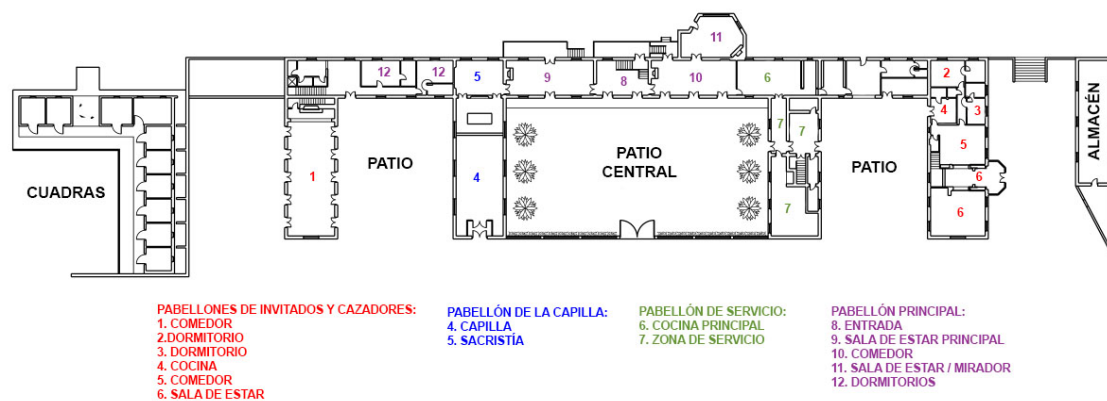 11
12
12
5
9
8
10
6
2
4
3
7
7
5
ALMACÉN
PATIO
PATIO
CENTRAL
PATIO
CUADRAS
1
4
6
7
6
PABELLONES DE INVITADOS Y CAZADORES:
1. COMEDOR
2.DORMITORIO
3. DORMITORIO
4. COCINA
5. COMEDOR
6. SALA DE ESTAR
PABELLÓN DE LA CAPILLA:
4. CAPILLA
5. SACRISTÍA
PABELLÓN DE SERVICIO:
6. COCINA PRINCIPAL
7. ZONA DE SERVICIO
PABELLÓN PRINCIPAL:
8. ENTRADA
9. SALA DE ESTAR PRINCIPAL
10. COMEDOR
11. SALA DE ESTAR / MIRADOR
12. DORMITORIOS